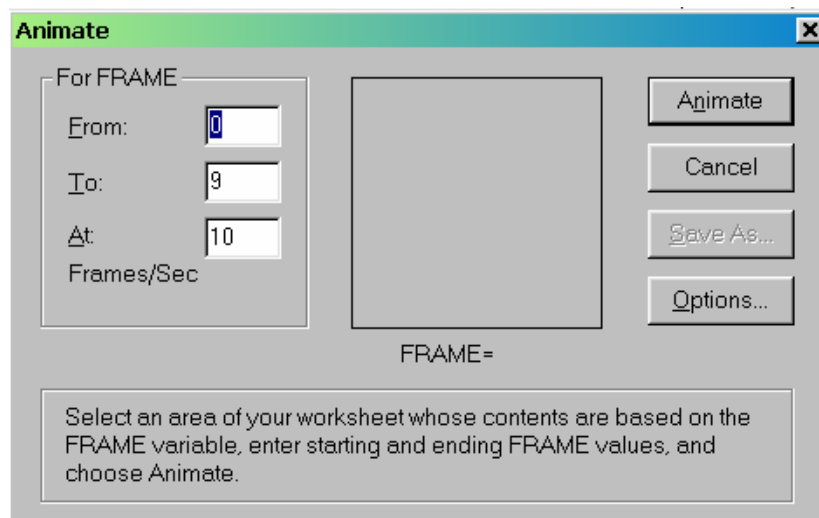 Animate
For FRAME
From: 0
To: 9
At: 10
Frames/Sec
FRAME=
Animate
Cancel
Save As...
Options...
Select an area of your worksheet whose contents are based on the
FRAME variable, enter starting and ending FRAME values, and
choose Animate.